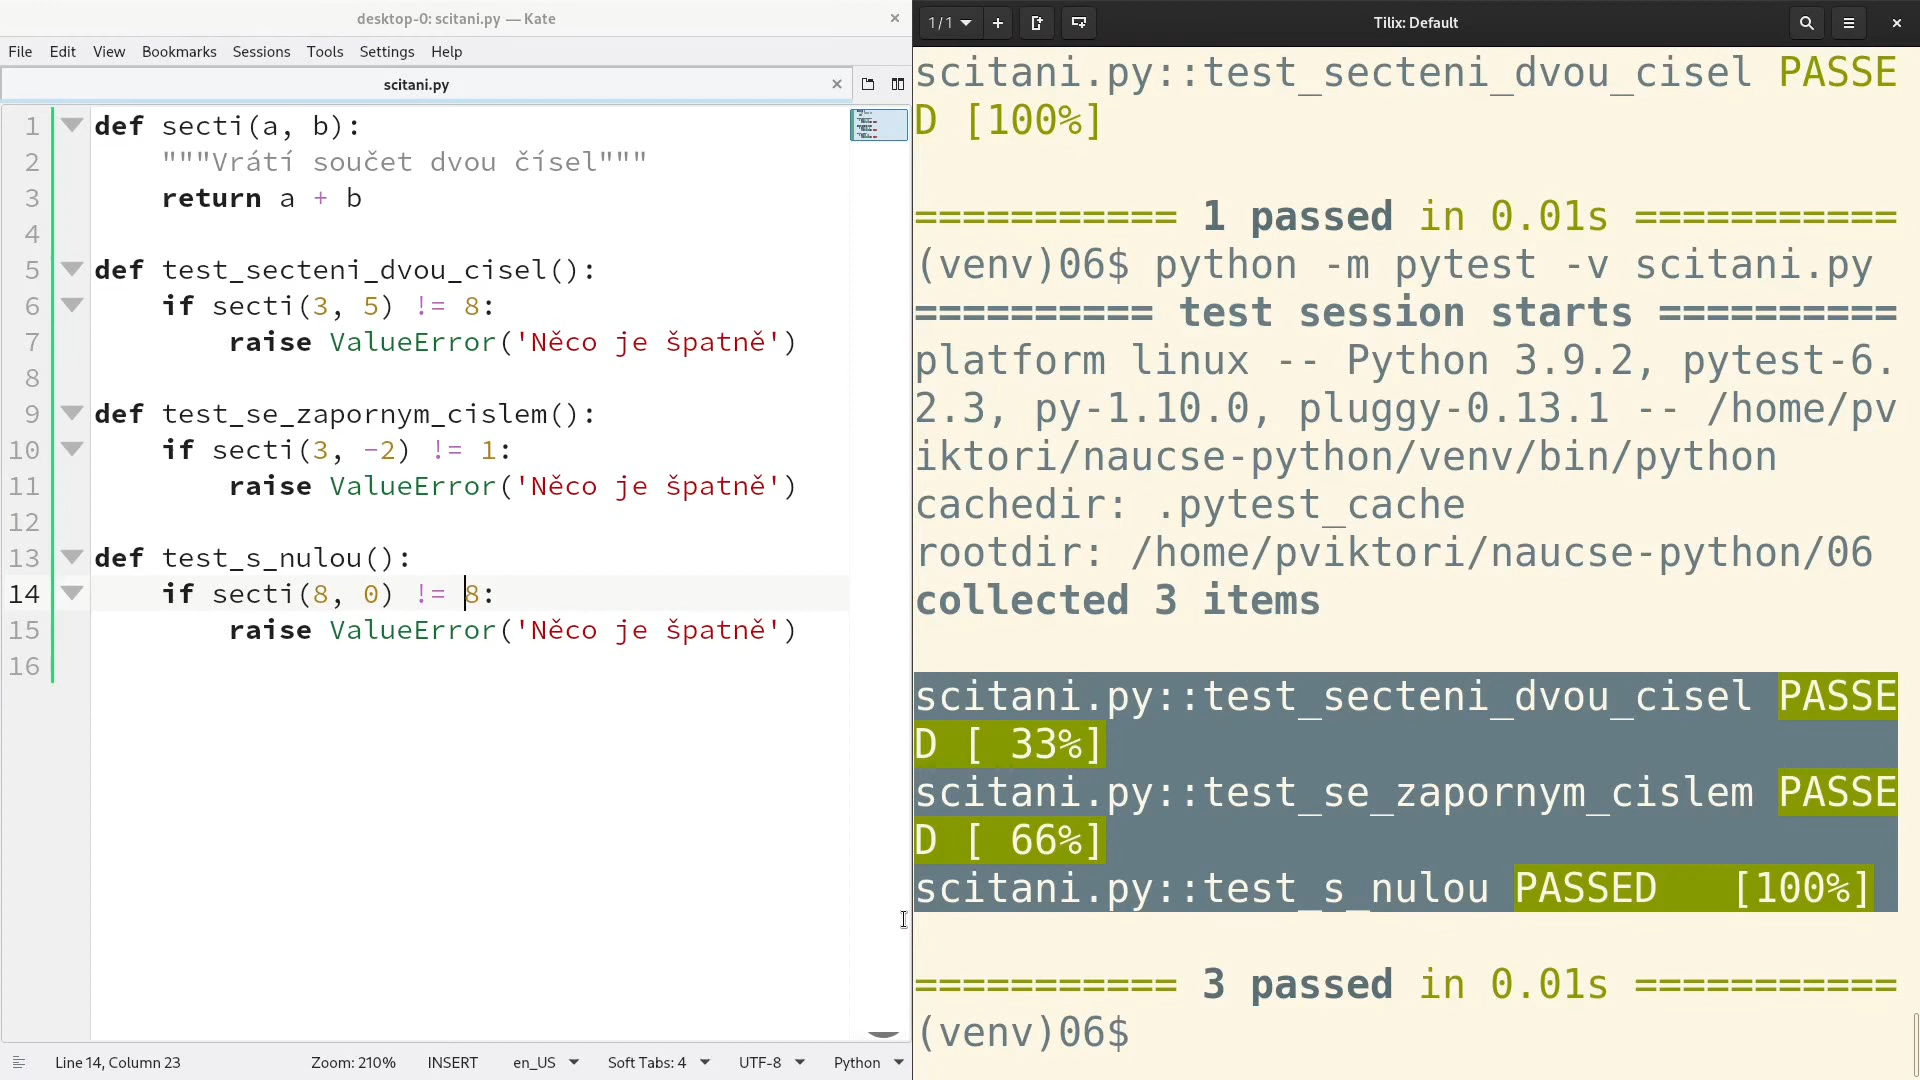 desktop-0: scitani.py — Kate
File Edit View Bookmarks Sessions Tools Settings Help
scitani.py
1 def secti(a, b):
2     """Vrátí součet dvou čísel"""
3     return a + b
4
5 def test_secteni_dvou_cisel():
6     if secti(3, 5) != 8:
7         raise ValueError('Něco je špatně')
8
9 def test_se_zapornym_cislem():
10     if secti(3, -2) != 1:
11         raise ValueError('Něco je špatně')
12
13 def test_s_nulou():
14     if secti(8, 0) != 8:
15         raise ValueError('Něco je špatně')
16
Line 14, Column 23 Zoom: 210% INSERT en_US Soft Tabs: 4 UTF-8 Python
1/1 Tilix: Default
scitani.py::test_secteni_dvou_cisel PASSE
D [100%]
=========== 1 passed in 0.01s ===========
(venv)06$ python -m pytest -v scitani.py
========== test session starts ==========
platform linux -- Python 3.9.2, pytest-6.
2.3, py-1.10.0, pluggy-0.13.1 -- /home/pv
iktori/naucse-python/venv/bin/python
cachedir: .pytest_cache
rootdir: /home/pviktori/naucse-python/06
collected 3 items
scitani.py::test_secteni_dvou_cisel PASSE
D [ 33%]
scitani.py::test_se_zapornym_cislem PASSE
D [ 66%]
scitani.py::test_s_nulou PASSED   [100%]
=========== 3 passed in 0.01s ===========
(venv)06$